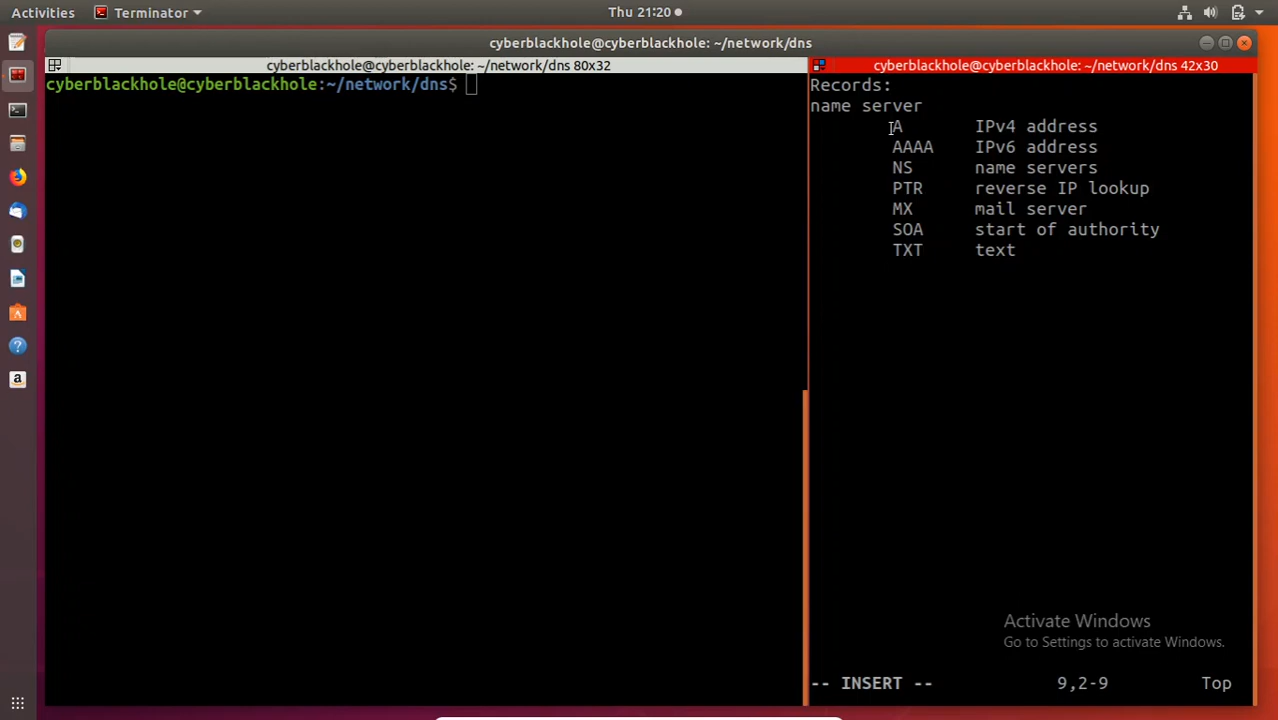 Activities Terminator Thu 21:20
cyberblackhole@cyberblackhole: ~/network/dns
cyberblackhole@cyberblackhole: ~/network/dns 80x32
cyberblackhole@cyberblackhole:~/network/dns$
cyberblackhole@cyberblackhole: ~/network/dns 42x30
Records:
name server
A IPv4 address
AAAA IPv6 address
NS name servers
PTR reverse IP lookup
MX mail server
SOA start of authority
TXT text
Activate Windows
Go to Settings to activate Windows.
-- INSERT -- 9,2-9 Top